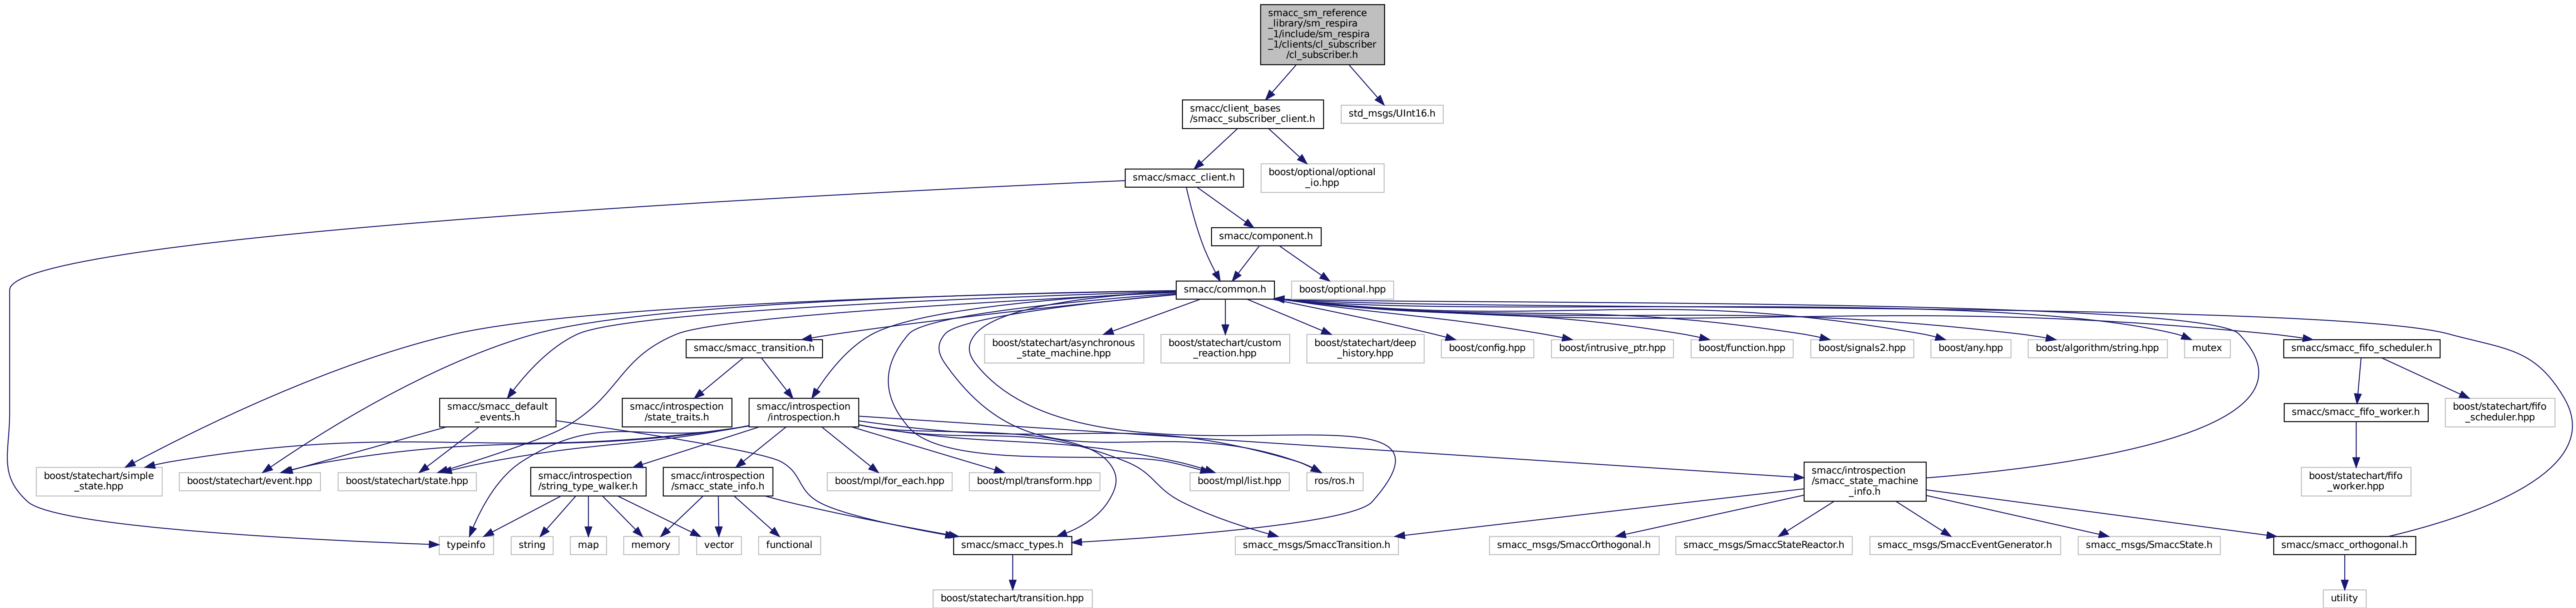 smacc_sm_reference
_library/sm_respira
_1/include/sm_respira
_1/clients/cl_subscriber
/cl_subscriber.h
smacc/client_bases
/smacc_subscriber_client.h
std_msgs/UInt16.h
smacc/smacc_client.h
boost/optional/optional
_io.hpp
smacc/component.h
smacc/common.h
boost/optional.hpp
smacc/smacc_transition.h
boost/statechart/asynchronous
_state_machine.hpp
boost/statechart/custom
_reaction.hpp
boost/statechart/deep
_history.hpp
boost/config.hpp
boost/intrusive_ptr.hpp
boost/function.hpp
boost/signals2.hpp
boost/any.hpp
boost/algorithm/string.hpp
mutex
smacc/smacc_fifo_scheduler.h
smacc/smacc_default
_events.h
smacc/introspection
/state_traits.h
smacc/introspection
/introspection.h
smacc/smacc_fifo_worker.h
boost/statechart/fifo
_scheduler.hpp
boost/statechart/simple
_state.hpp
boost/statechart/event.hpp
boost/statechart/state.hpp
smacc/introspection
/string_type_walker.h
smacc/introspection
/smacc_state_info.h
boost/mpl/for_each.hpp
boost/mpl/transform.hpp
boost/mpl/list.hpp
ros/ros.h
smacc/introspection
/smacc_state_machine
_info.h
boost/statechart/fifo
_worker.hpp
typeinfo
string
map
memory
vector
functional
smacc/smacc_types.h
smacc_msgs/SmaccTransition.h
smacc_msgs/SmaccOrthogonal.h
smacc_msgs/SmaccStateReactor.h
smacc_msgs/SmaccEventGenerator.h
smacc_msgs/SmaccState.h
smacc/smacc_orthogonal.h
boost/statechart/transition.hpp
utility